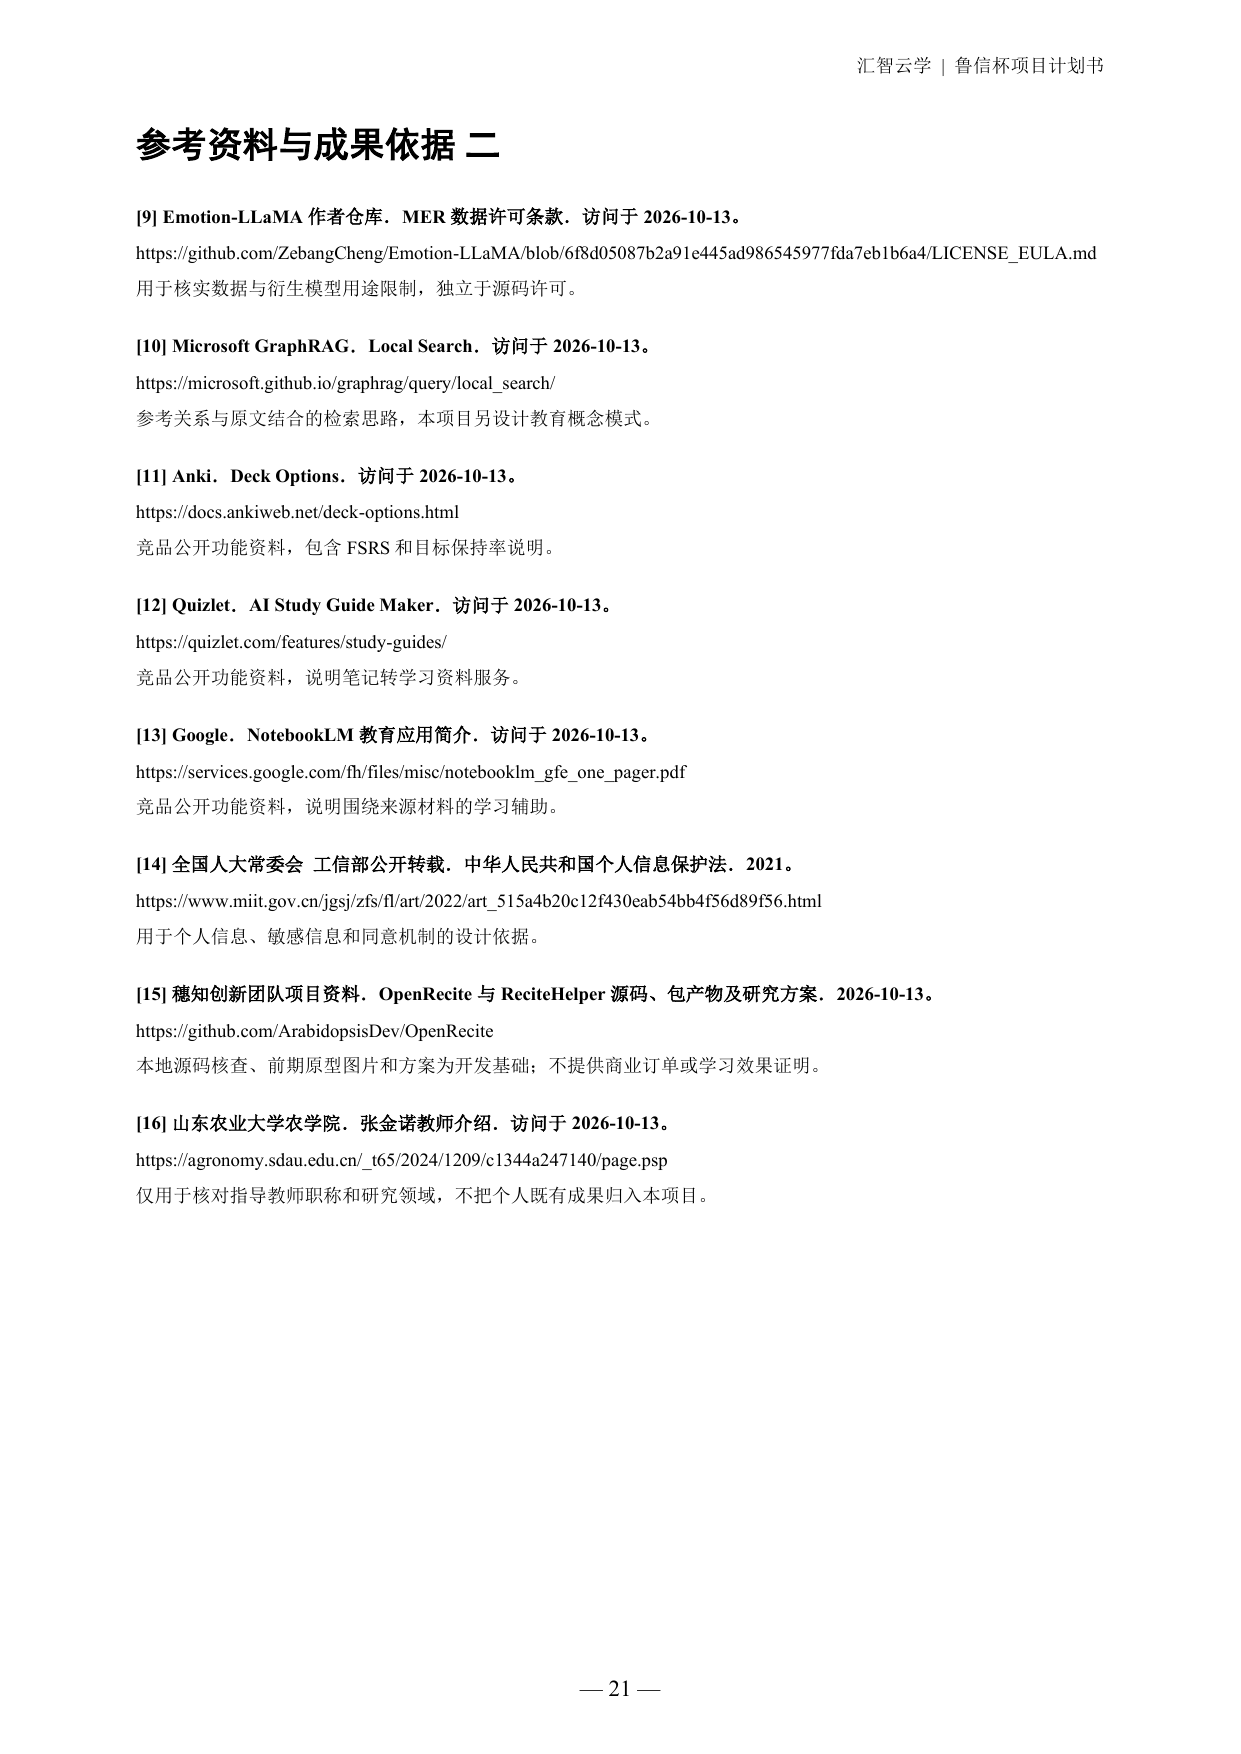 汇智云学 | 鲁信杯项目计划书
参考资料与成果依据 二
[9] Emotion-LLaMA 作者仓库．MER 数据许可条款．访问于 2026-10-13。
https://github.com/ZebangCheng/Emotion-LLaMA/blob/6f8d05087b2a91e445ad986545977fda7eb1b6a4/LICENSE_EULA.md
用于核实数据与衍生模型用途限制，独立于源码许可。
[10] Microsoft GraphRAG．Local Search．访问于 2026-10-13。
https://microsoft.github.io/graphrag/query/local_search/
参考关系与原文结合的检索思路，本项目另设计教育概念模式。
[11] Anki．Deck Options．访问于 2026-10-13。
https://docs.ankiweb.net/deck-options.html
竞品公开功能资料，包含 FSRS 和目标保持率说明。
[12] Quizlet．AI Study Guide Maker．访问于 2026-10-13。
https://quizlet.com/features/study-guides/
竞品公开功能资料，说明笔记转学习资料服务。
[13] Google．NotebookLM 教育应用简介．访问于 2026-10-13。
https://services.google.com/fh/files/misc/notebooklm_gfe_one_pager.pdf
竞品公开功能资料，说明围绕来源材料的学习辅助。
[14] 全国人大常委会 工信部公开转载．中华人民共和国个人信息保护法．2021。
https://www.miit.gov.cn/jgsj/zfs/fl/art/2022/art_515a4b20c12f430eab54bb4f56d89f56.html
用于个人信息、敏感信息和同意机制的设计依据。
[15] 穗知创新团队项目资料．OpenRecite 与 ReciteHelper 源码、包产物及研究方案．2026-10-13。
https://github.com/ArabidopsisDev/OpenRecite
本地源码核查、前期原型图片和方案为开发基础；不提供商业订单或学习效果证明。
[16] 山东农业大学农学院．张金诺教师介绍．访问于 2026-10-13。
https://agronomy.sdau.edu.cn/_t65/2024/1209/c1344a247140/page.psp
仅用于核对指导教师职称和研究领域，不把个人既有成果归入本项目。
— 21 —